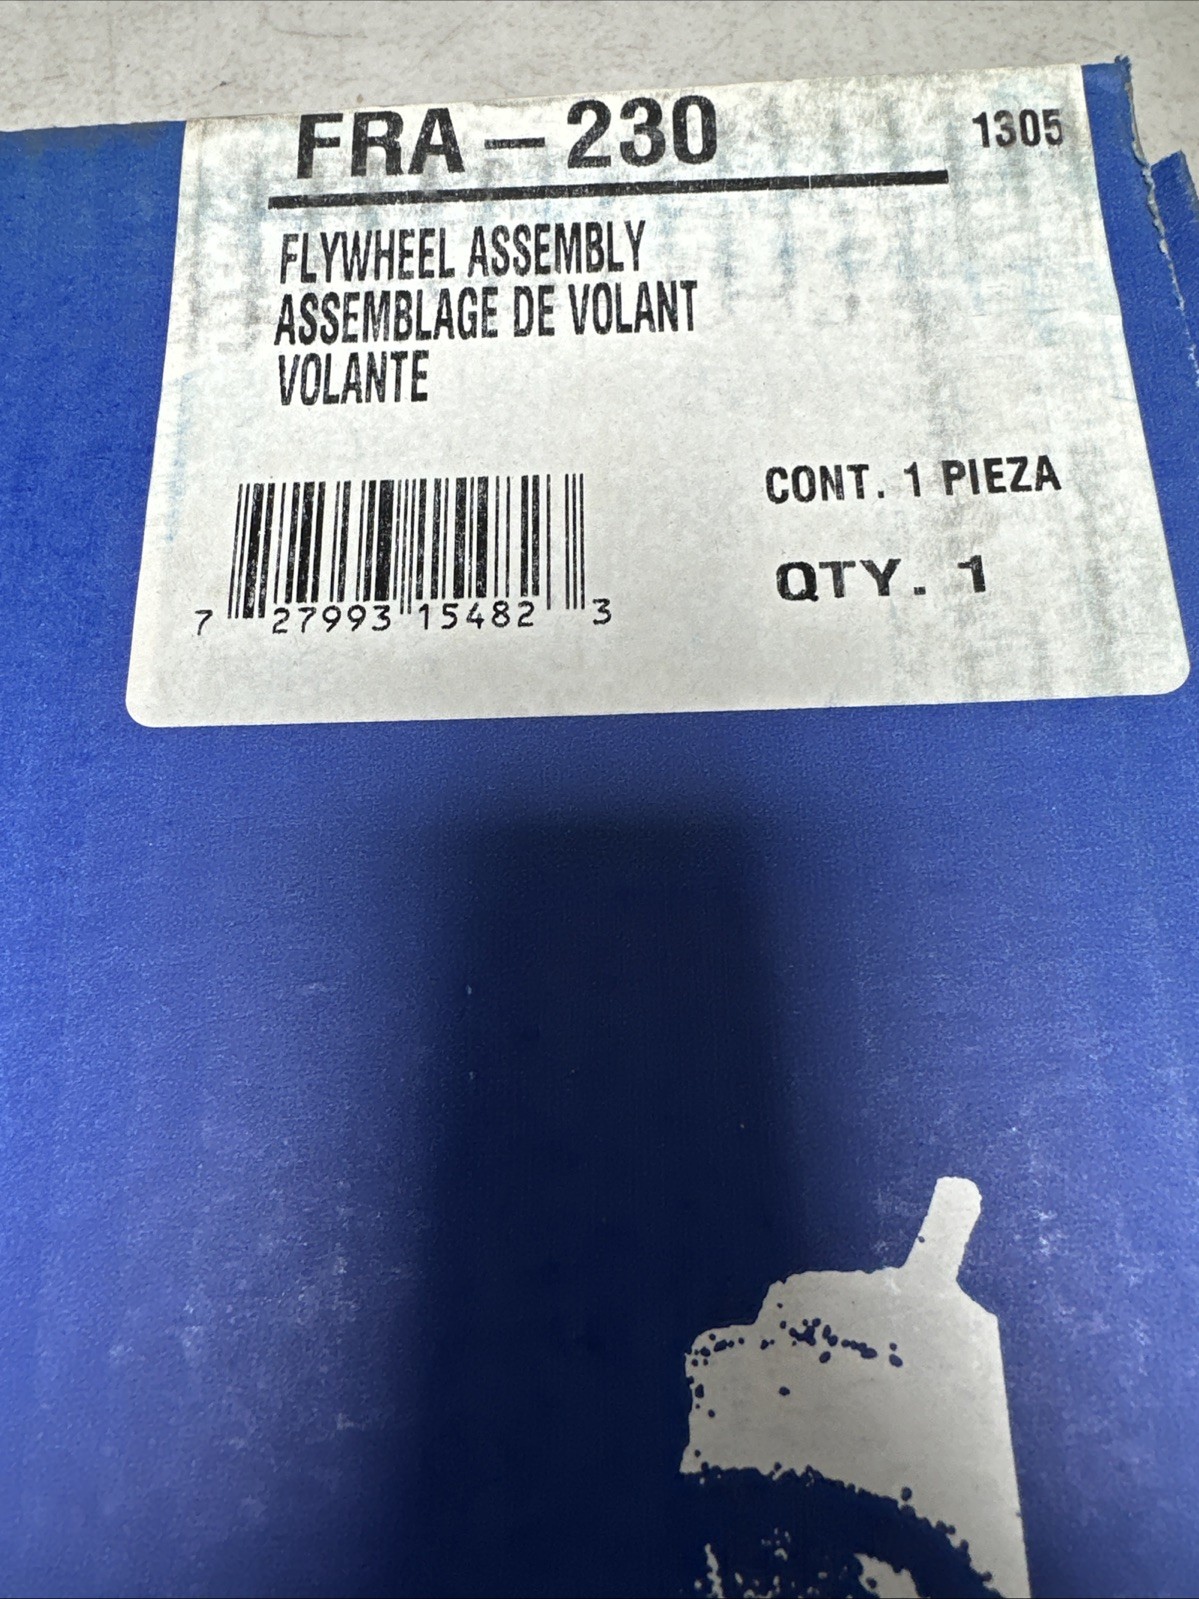 FRA-230 1305
FLYWHEEL ASSEMBLY
ASSEMBLAGE DE VOLANT
VOLANTE
CONT. 1 PIEZA
QTY. 1
7 27993 15482 3